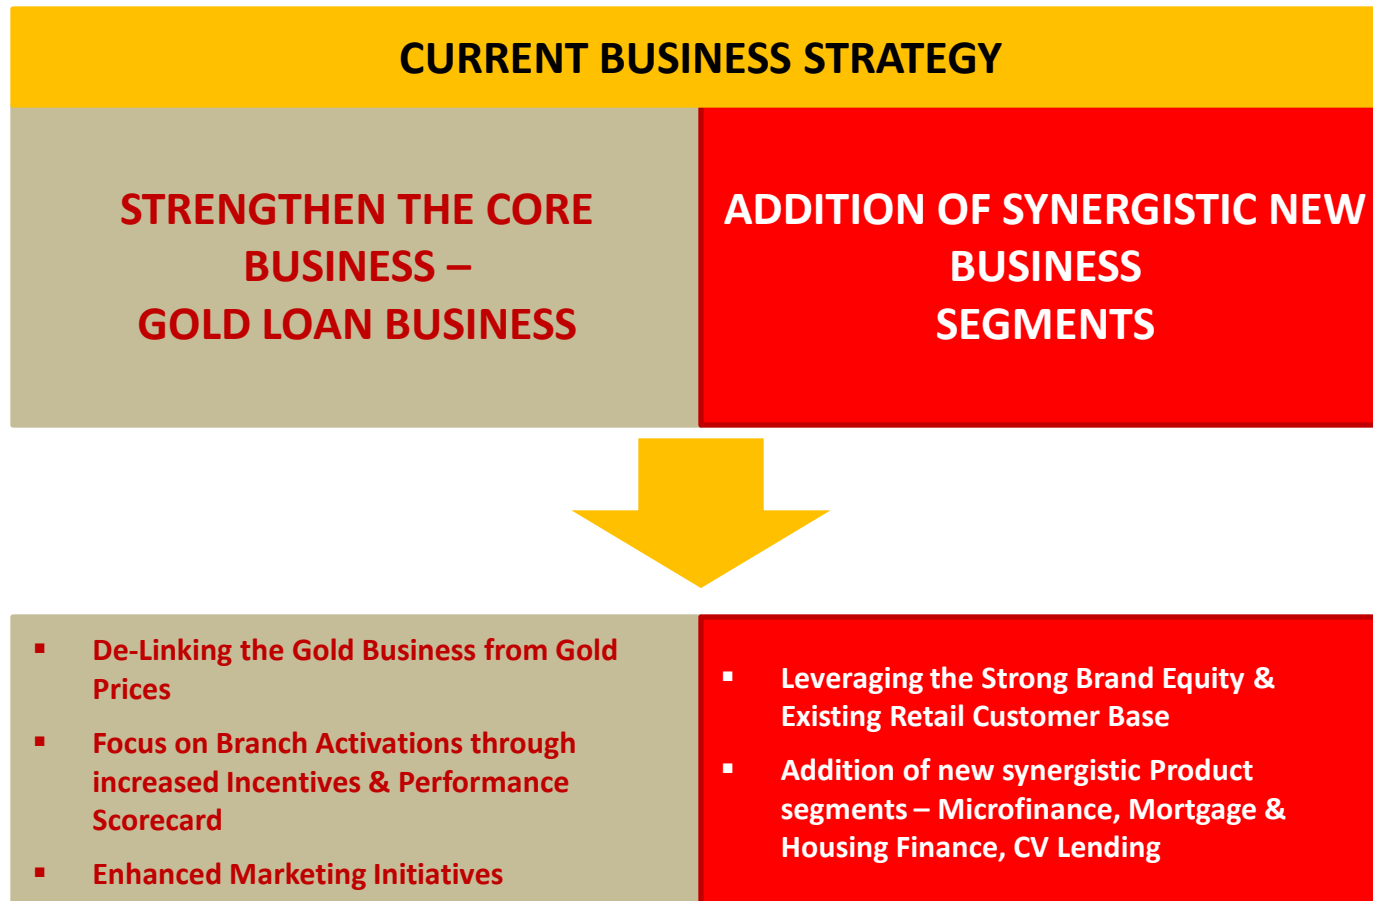 CURRENT BUSINESS STRATEGY
STRENGTHEN THE CORE
BUSINESS –
GOLD LOAN BUSINESS
ADDITION OF SYNERGISTIC NEW
BUSINESS
SEGMENTS
▪ De-Linking the Gold Business from Gold
Prices
▪ Focus on Branch Activations through
increased Incentives & Performance
Scorecard
▪ Enhanced Marketing Initiatives
▪ Leveraging the Strong Brand Equity &
Existing Retail Customer Base
▪ Addition of new synergistic Product
segments – Microfinance, Mortgage &
Housing Finance, CV Lending